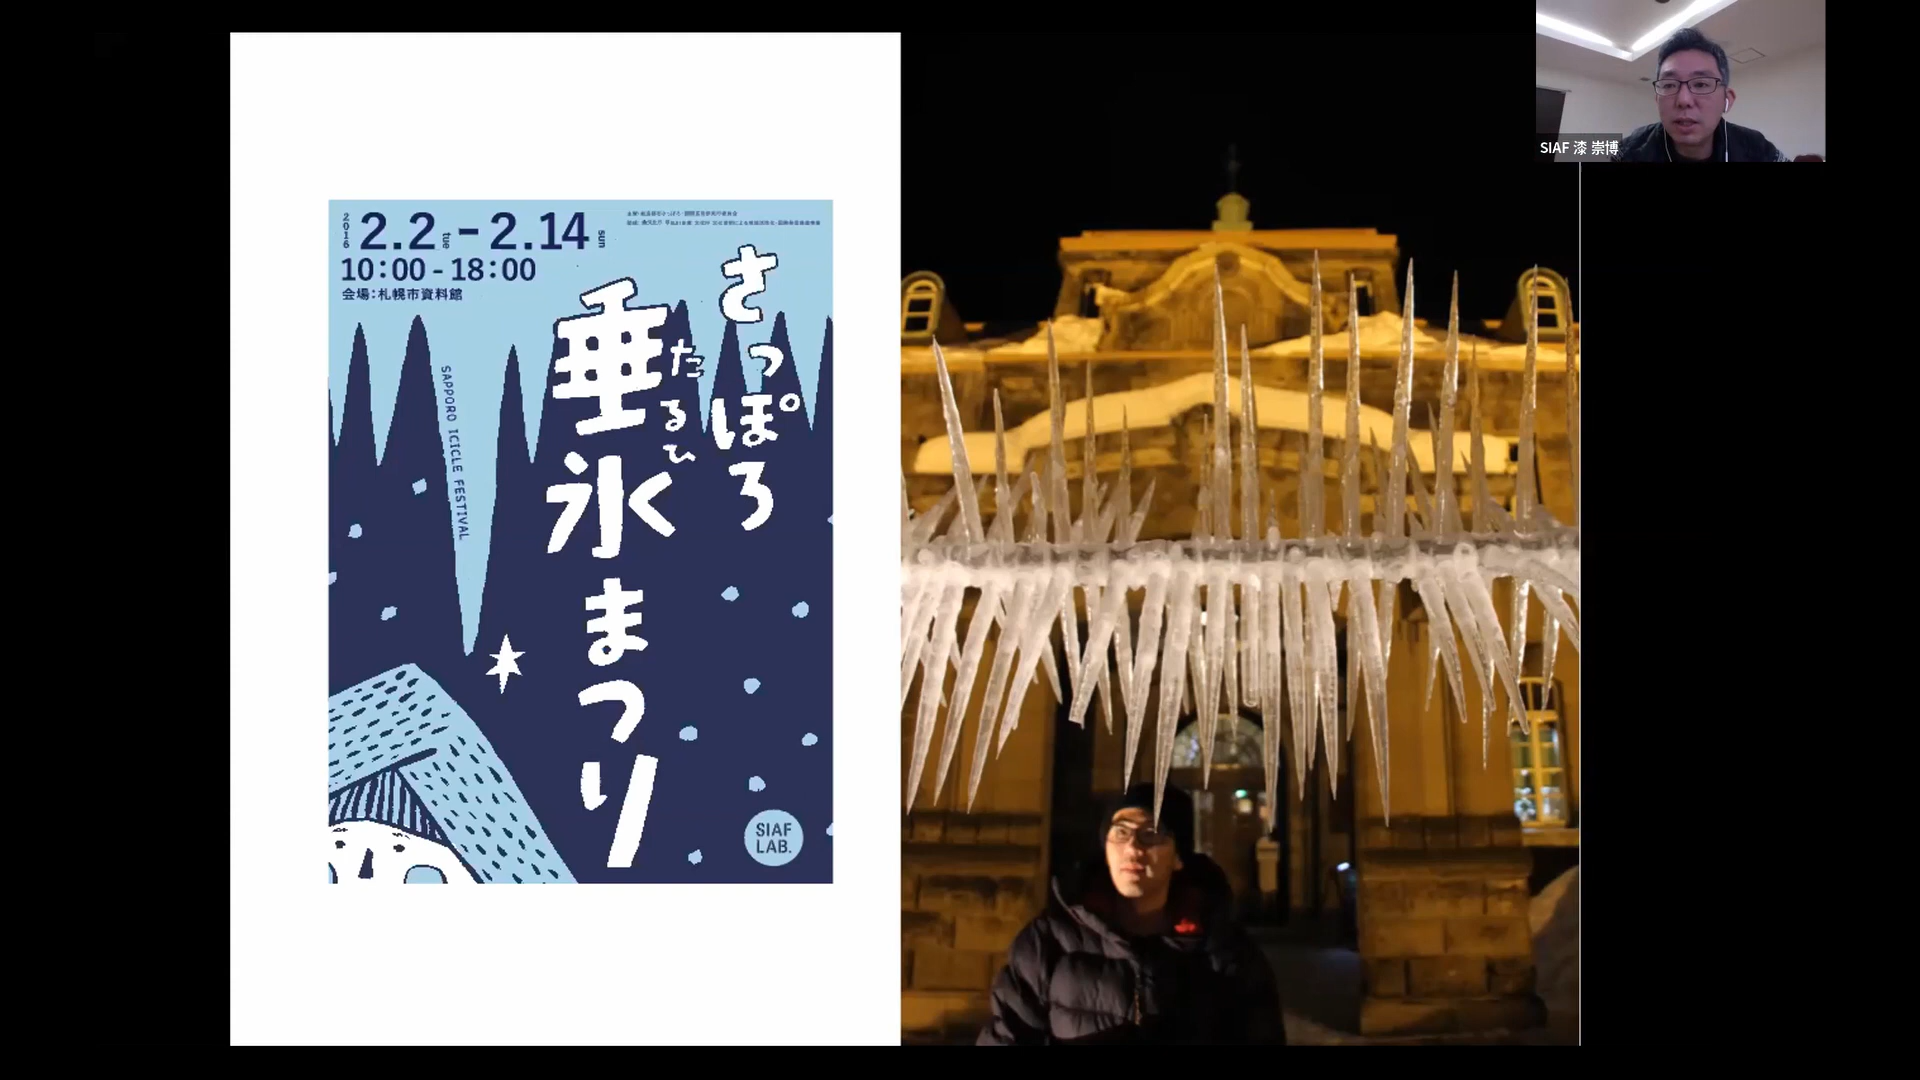 2016
2.2 tue - 2.14 sun
10:00 - 18:00
会場:札幌市資料館
さっぽろ
垂氷まつり
たるひ
SAPPORO ICICLE FESTIVAL
SIAF
LAB.
SIAF 漆 崇博